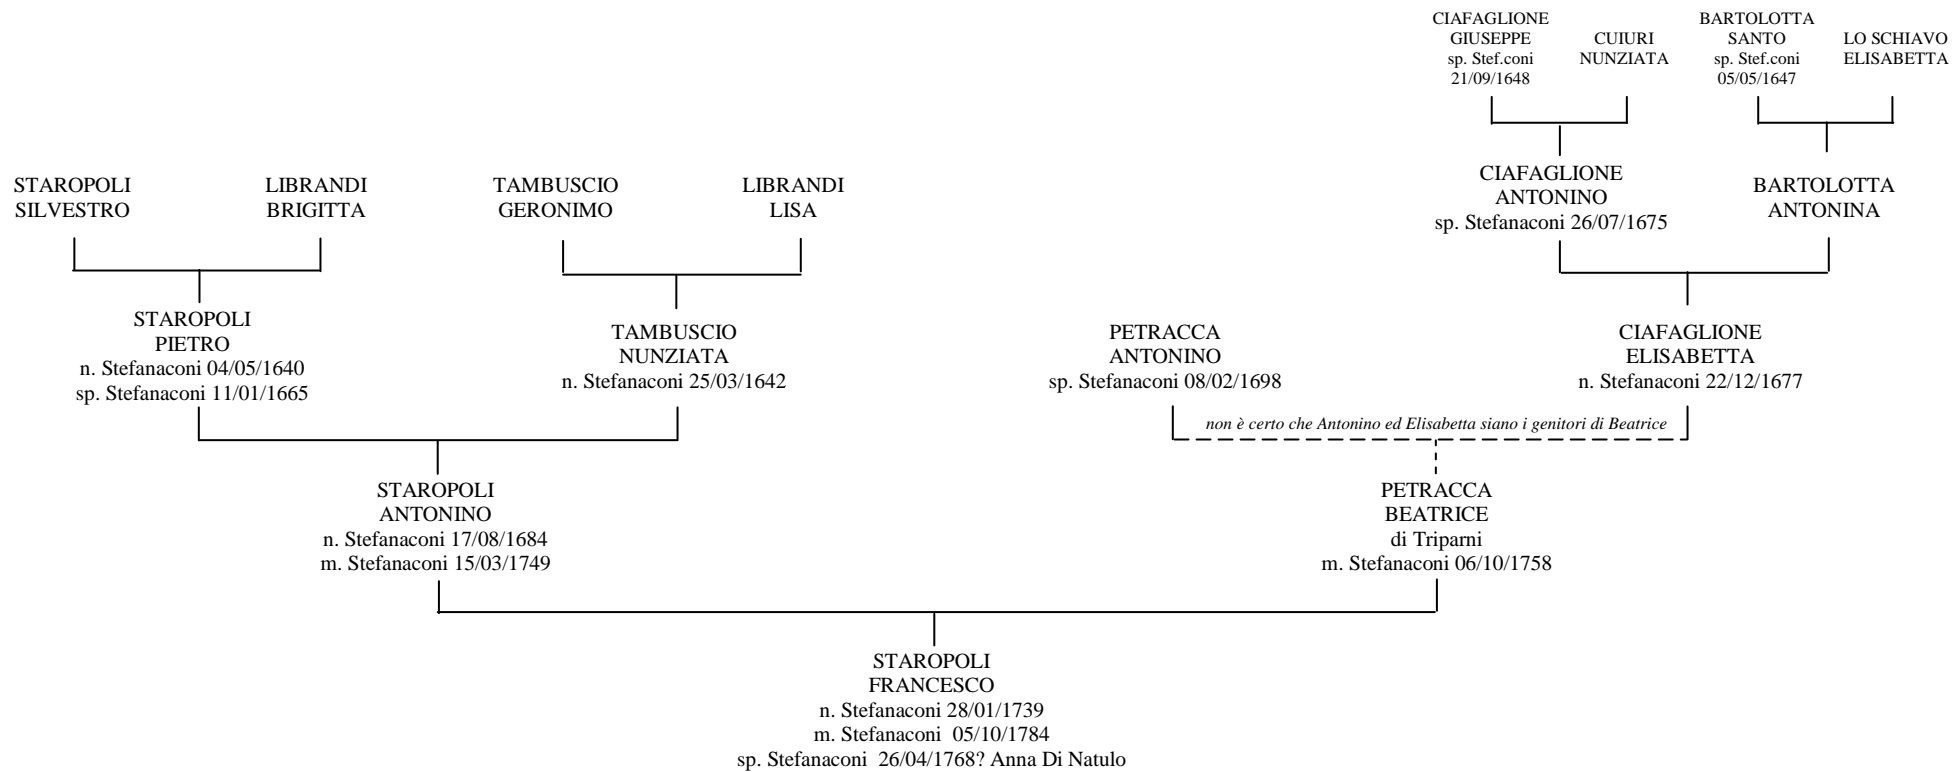 CIAFAGLIONE
GIUSEPPE
sp. Stef.coni
21/09/1648
CUIURI
NUNZIATA
BARTOLOTTA
SANTO
sp. Stef.coni
05/05/1647
LO SCHIAVO
ELISABETTA
STAROPOLI
SILVESTRO
LIBRANDI
BRIGITTA
TAMBUSCIO
GERONIMO
LIBRANDI
LISA
CIAFAGLIONE
ANTONINO
sp. Stefanaconi 26/07/1675
BARTOLOTTA
ANTONINA
STAROPOLI
PIETRO
n. Stefanaconi 04/05/1640
sp. Stefanaconi 11/01/1665
TAMBUSCIO
NUNZIATA
n. Stefanaconi 25/03/1642
PETRACCA
ANTONINO
sp. Stefanaconi 08/02/1698
CIAFAGLIONE
ELISABETTA
n. Stefanaconi 22/12/1677
non è certo che Antonino ed Elisabetta siano i genitori di Beatrice
STAROPOLI
ANTONINO
n. Stefanaconi 17/08/1684
m. Stefanaconi 15/03/1749
PETRACCA
BEATRICE
di Triparni
m. Stefanaconi 06/10/1758
STAROPOLI
FRANCESCO
n. Stefanaconi 28/01/1739
m. Stefanaconi  05/10/1784
sp. Stefanaconi  26/04/1768? Anna Di Natulo